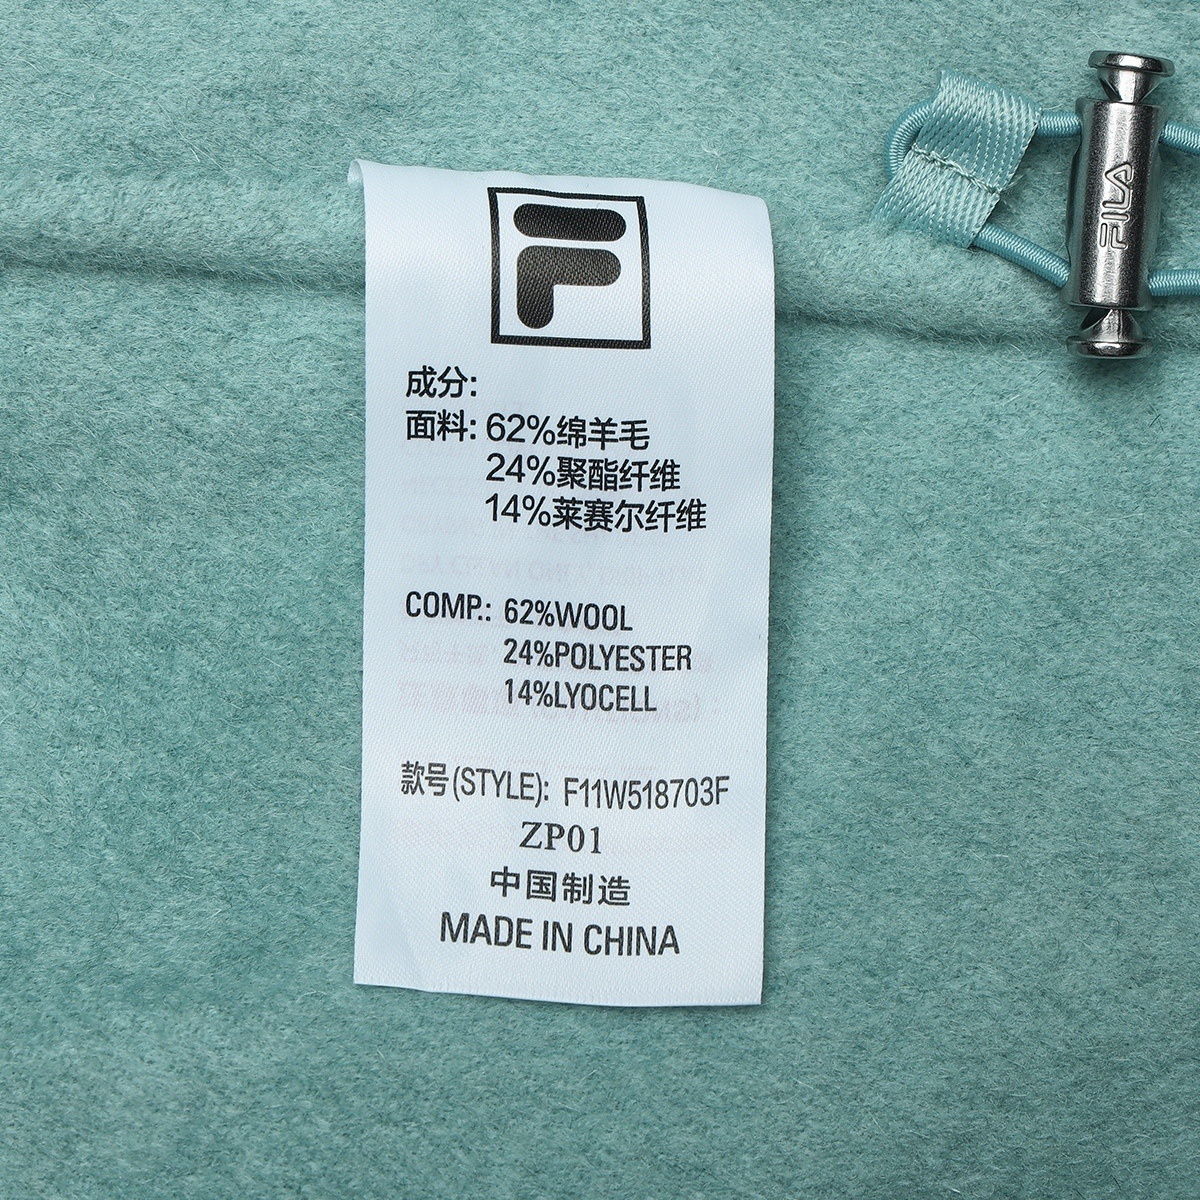 F
FILA
成分:
面料: 62%绵羊毛
24%聚酯纤维
14%莱赛尔纤维
COMP.: 62%WOOL
24%POLYESTER
14%LYOCELL
款号(STYLE): F11W518703F
ZP01
中国制造
MADE IN CHINA